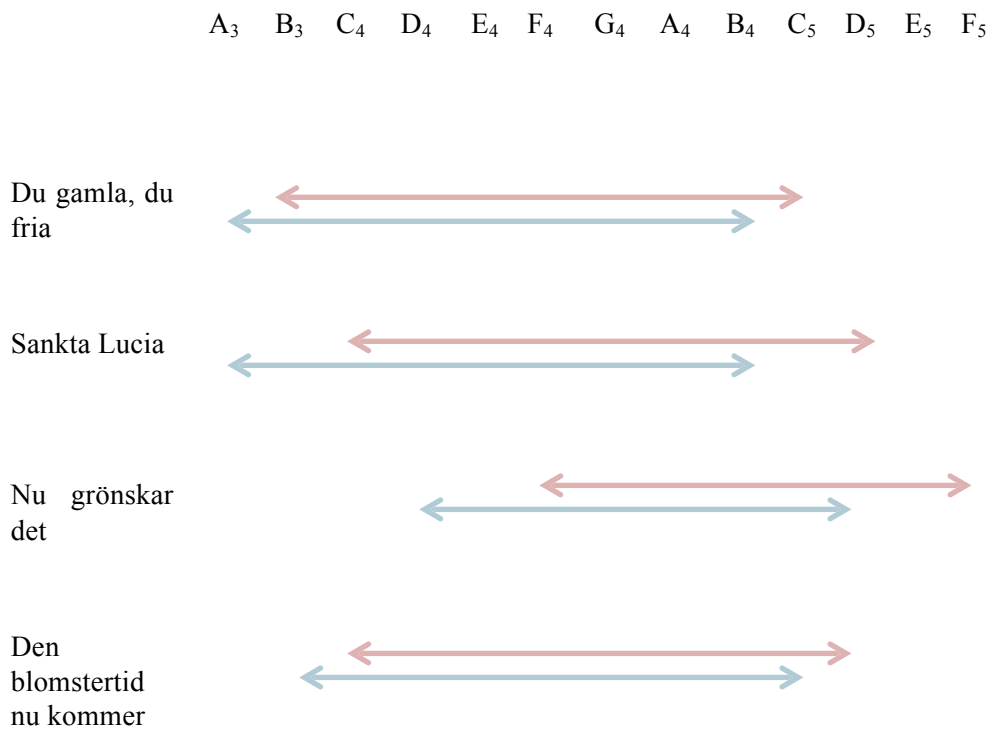 A₃ B₃ C₄ D₄ E₄ F₄ G₄ A₄ B₄ C₅ D₅ E₅ F₅
Du gamla, du
fria
Sankta Lucia
Nu grönskar
det
Den
blomstertid
nu kommer